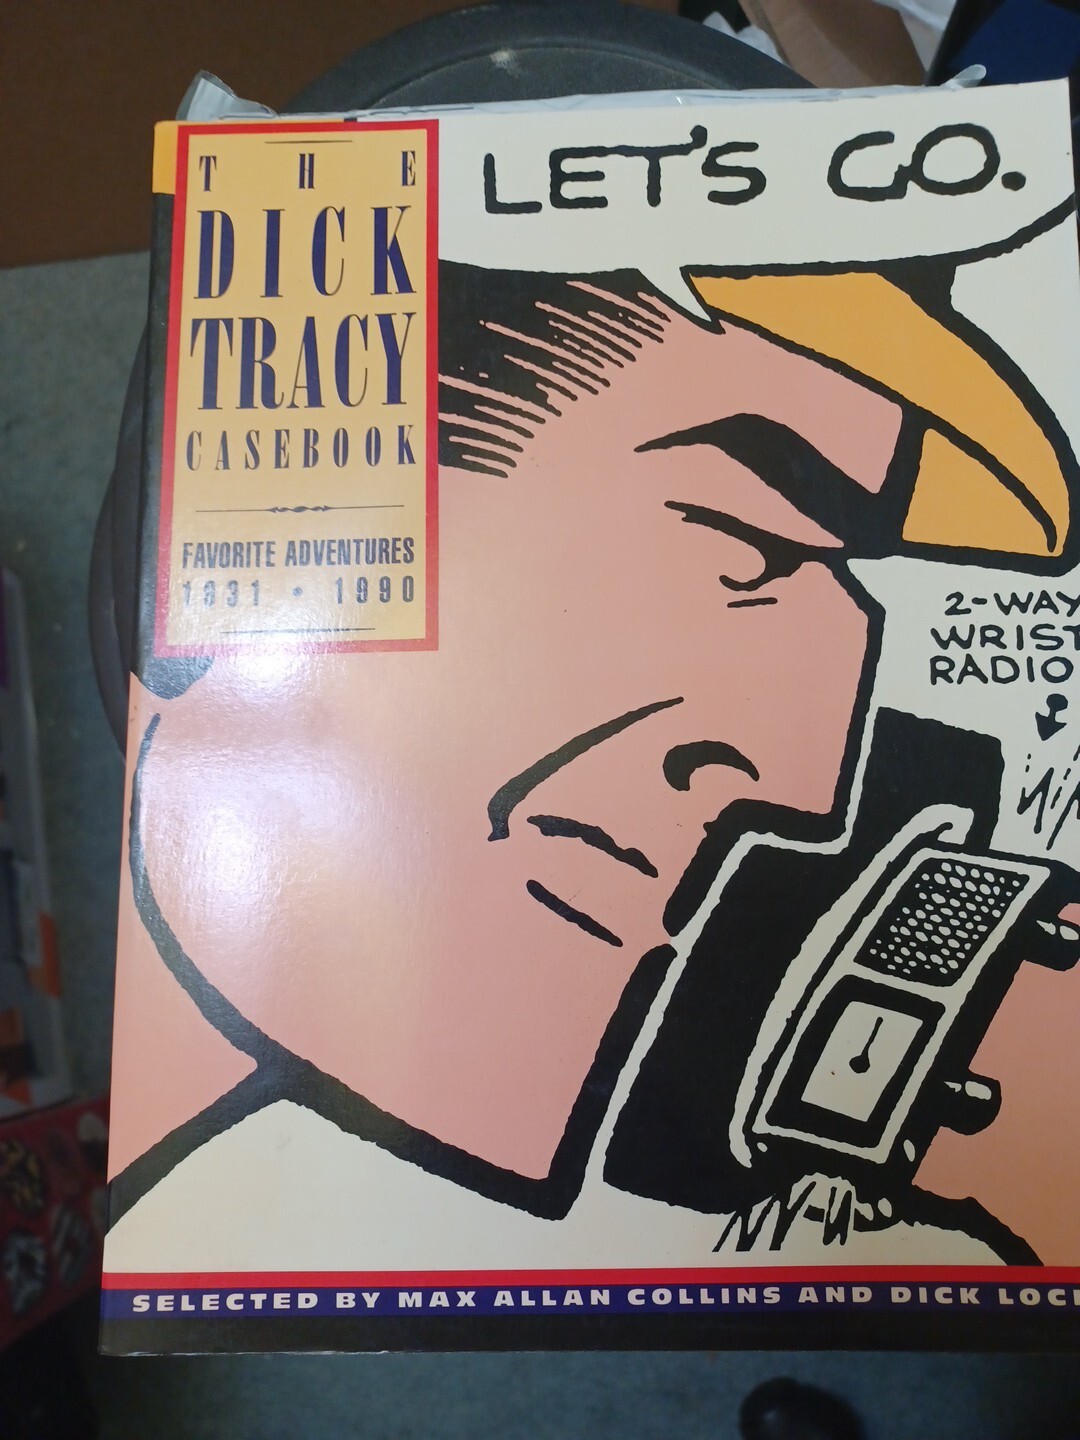 LET'S GO.
THE
DICK
TRACY
CASEBOOK
FAVORITE ADVENTURES
1931 • 1990
2-WAY
WRIST
RADIO
SELECTED BY MAX ALLAN COLLINS AND DICK LOC